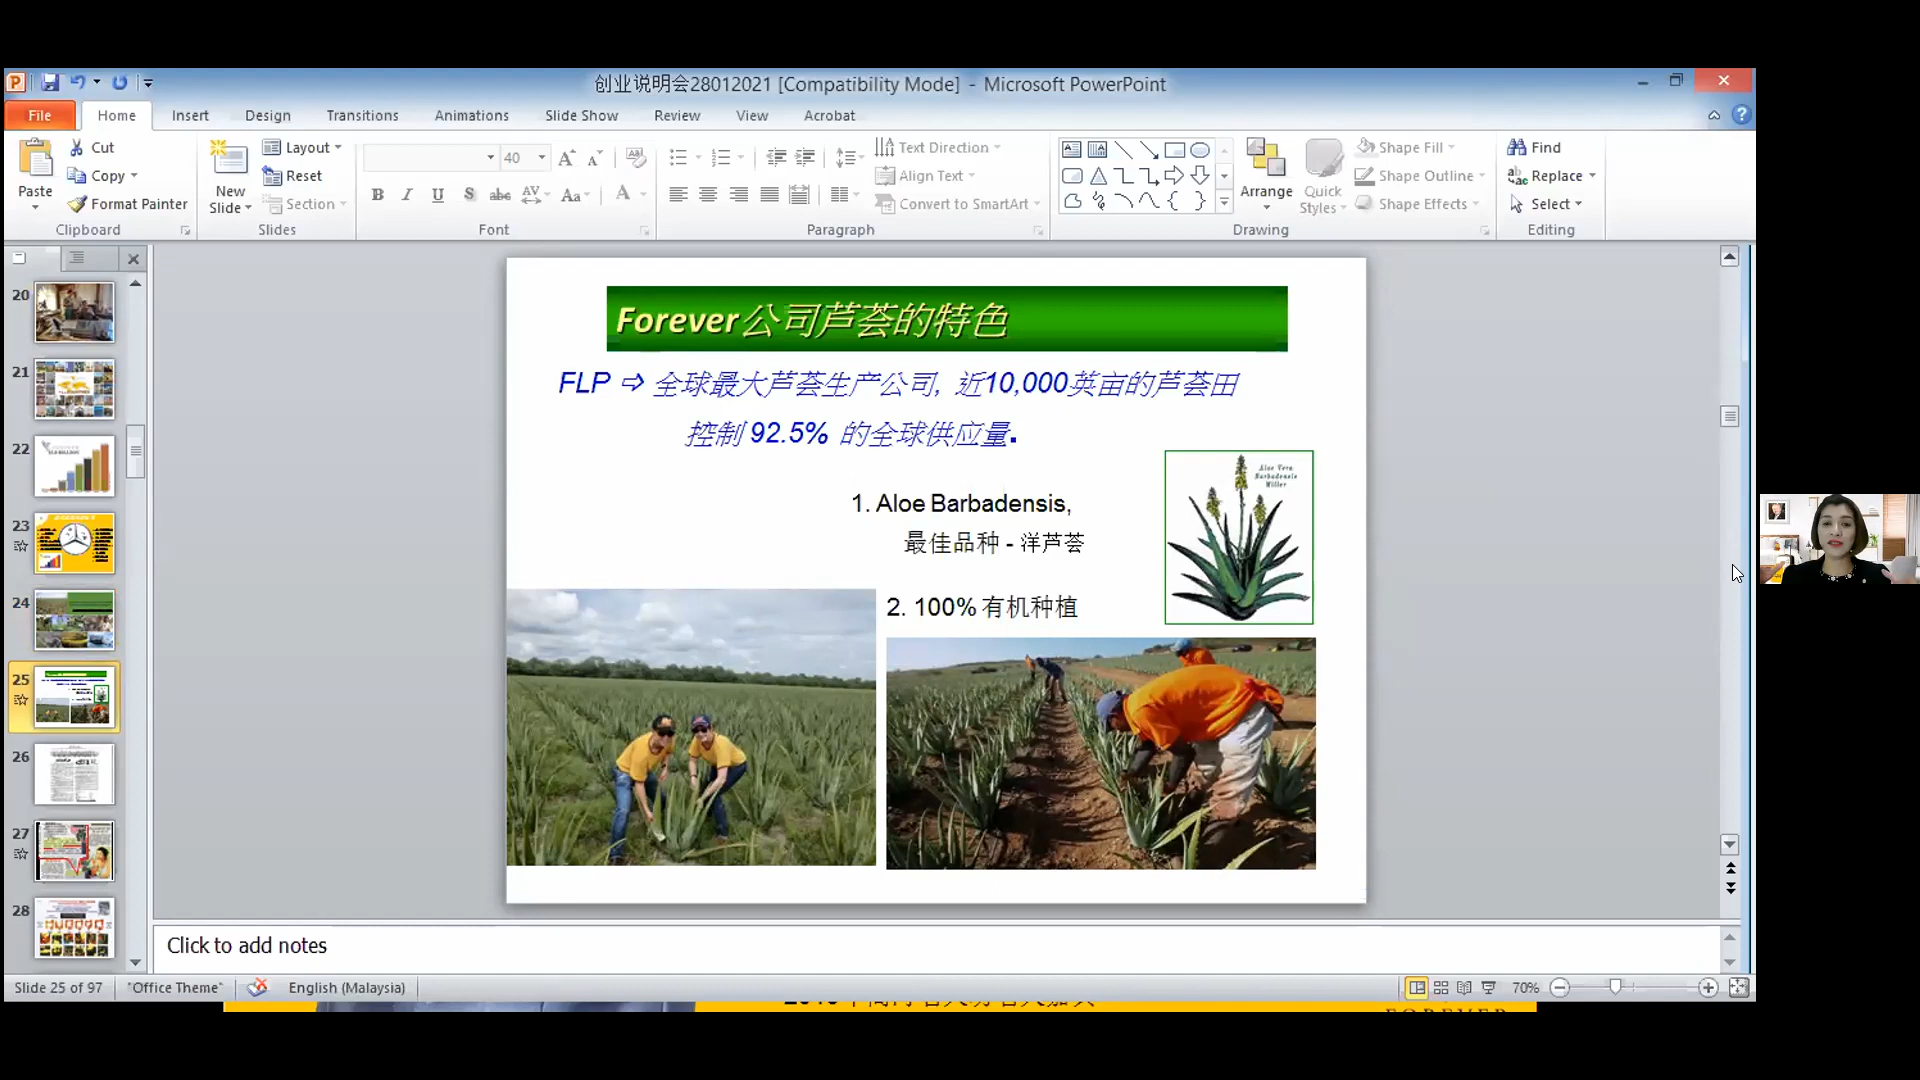 创业说明会28012021 [Compatibility Mode] - Microsoft PowerPoint
File Home Insert Design Transitions Animations Slide Show Review View Acrobat
Paste
Cut
Copy
Format Painter
Clipboard
New Slide
Layout
Reset
Section
Slides
40
B I U S abc AV Aa A
Font
Text Direction
Align Text
Convert to SmartArt
Paragraph
Arrange
Quick Styles
Shape Fill
Shape Outline
Shape Effects
Drawing
Find
Replace
Select
Editing
20
21
22
23
24
25
26
27
28
Forever公司芦荟的特色
FLP ⇨ 全球最大芦荟生产公司, 近10,000英亩的芦荟田
控制 92.5% 的全球供应量.
1. Aloe Barbadensis,
最佳品种 - 洋芦荟
Aloe Vera
Barbadensis
Miller
2. 100% 有机种植
Click to add notes
Slide 25 of 97 "Office Theme" English (Malaysia) 70%